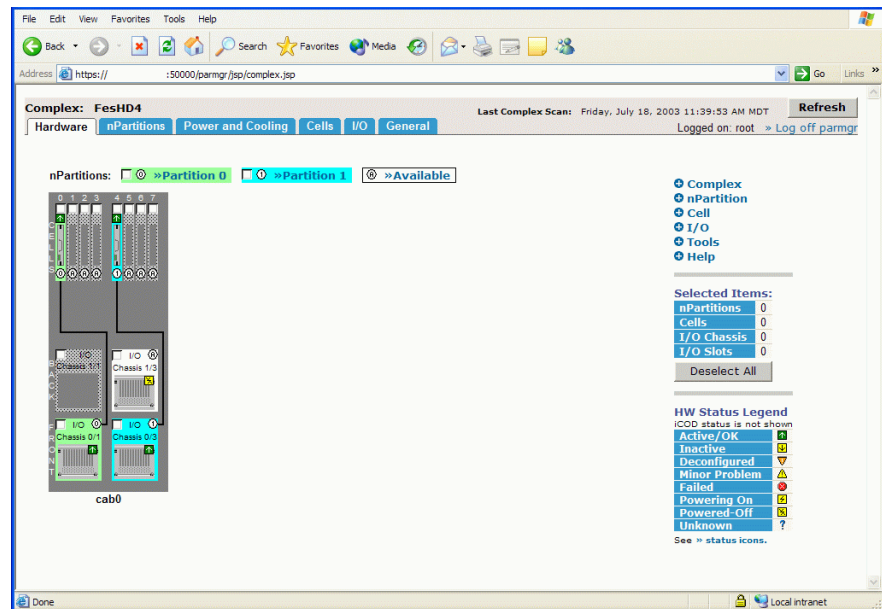 File Edit View Favorites Tools Help
Back Search Favorites Media
Address https:// :50000/parmgr/jsp/complex.jsp Go Links »
Complex: FesHD4
Last Complex Scan: Friday, July 18, 2003 11:39:53 AM MDT Refresh
Hardware nPartitions Power and Cooling Cells I/O General
Logged on: root » Log off parmgr
nPartitions: 0 »Partition 0 1 »Partition 1 A »Available
0 1 2 3 4 5 6 7
CELLS
0 A A A 1 A A A
BACK
I/O
Chassis 1/1
I/O A
Chassis 1/3
FRONT
I/O 0
Chassis 0/1
I/O 1
Chassis 0/3
cab0
Complex
nPartition
Cell
I/O
Tools
Help
Selected Items:
nPartitions 0
Cells 0
I/O Chassis 0
I/O Slots 0
Deselect All
HW Status Legend
iCOD status is not shown
Active/OK
Inactive
Deconfigured
Minor Problem
Failed
Powering On
Powered-Off
Unknown ?
See » status icons.
Done Local intranet